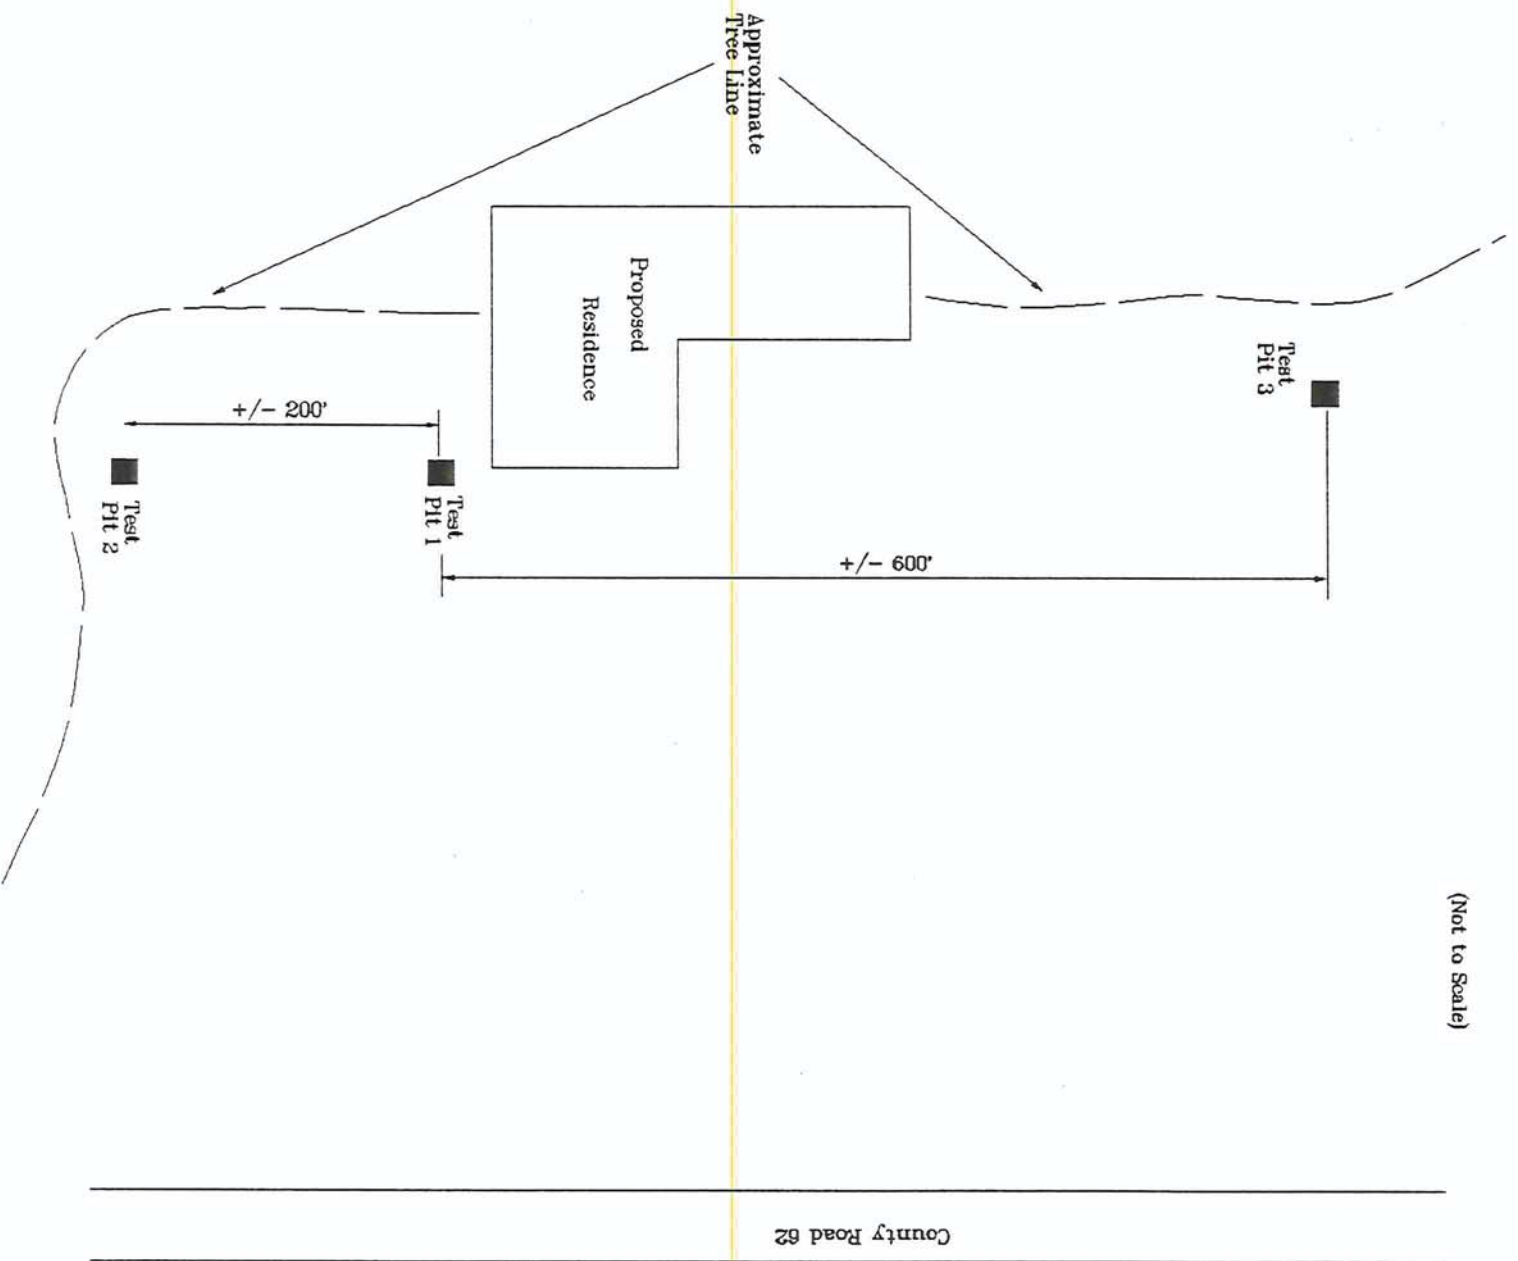 Approximate
Tree Line
Proposed
Residence
Test
Pit 3
+/- 200'
Test
Pit 2
Test
Pit 1
+/- 600'
(Not to Scale)
County Road 62